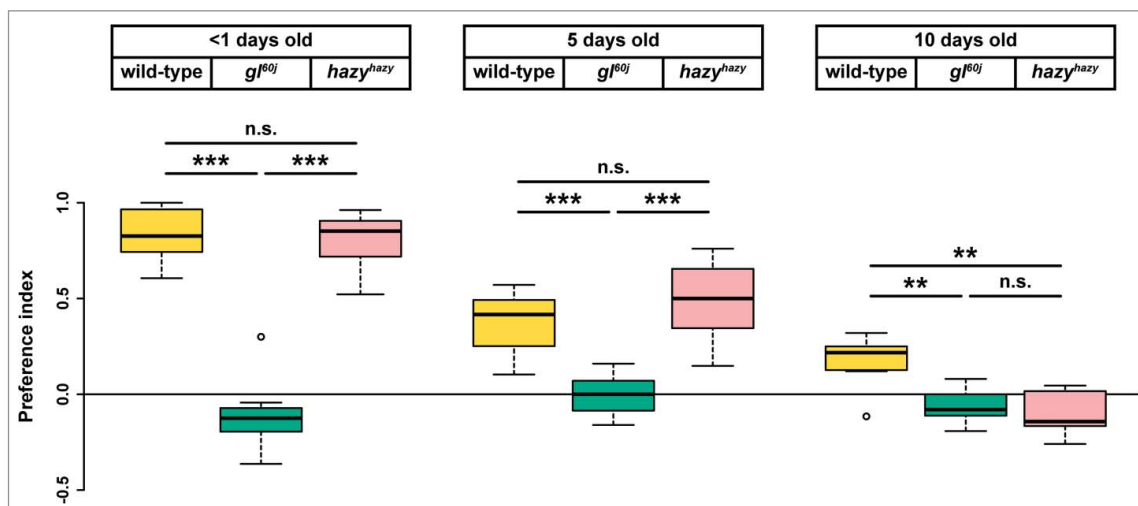 <1 days old 5 days old 10 days old
wild-type gl60j hazyhazy wild-type gl60j hazyhazy wild-type gl60j hazyhazy
n.s.
*** ***
n.s.
*** ***
**
** n.s.
Preference index
1.0
0.5
0.0
-0.5